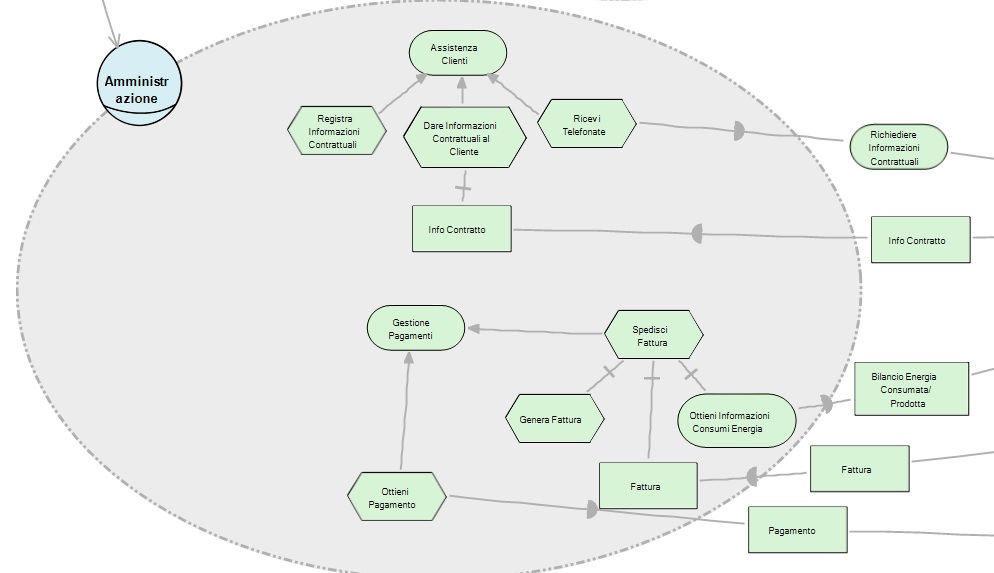 Assistenza
Clienti
Amministr
azione
Registra
Informazioni
Contrattuali
Dare Informazioni
Contrattuali al
Cliente
Ricevi
Telefonate
Richiediere
Informazioni
Contrattuali
Info Contratto
Info Contratto
Gestione
Pagamenti
Spedisci
Fattura
Bilancio Energia
Consumata/
Prodotta
Genera Fattura
Ottieni Informazioni
Consumi Energia
Ottieni
Pagamento
Fattura
Fattura
Pagamento